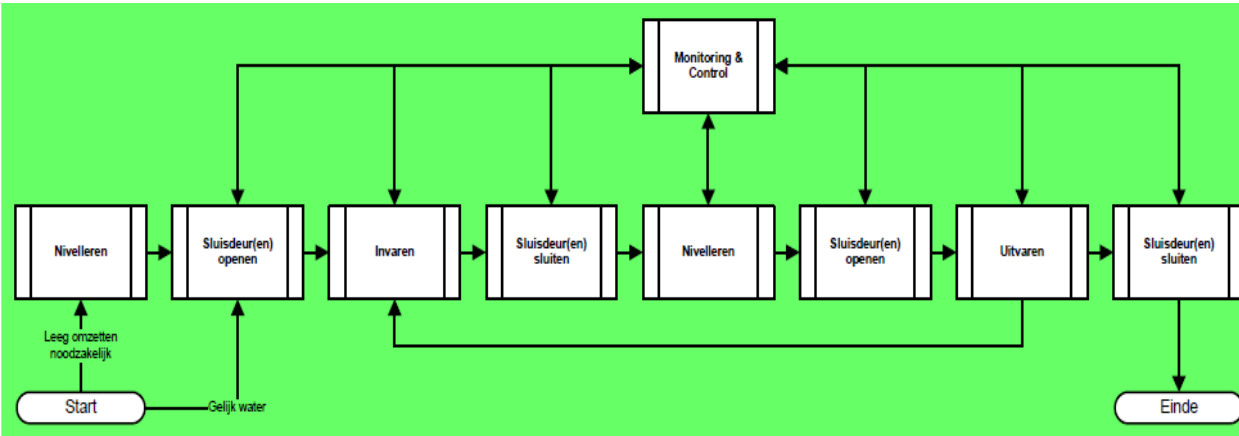 Monitoring &
Control
Nivelleren
Sluisdeur(en)
openen
Invaren
Sluisdeur(en)
sluiten
Nivelleren
Sluisdeur(en)
openen
Uitvaren
Sluisdeur(en)
sluiten
Leeg omzetten
noodzakelijk
Start
Gelijk water
Einde